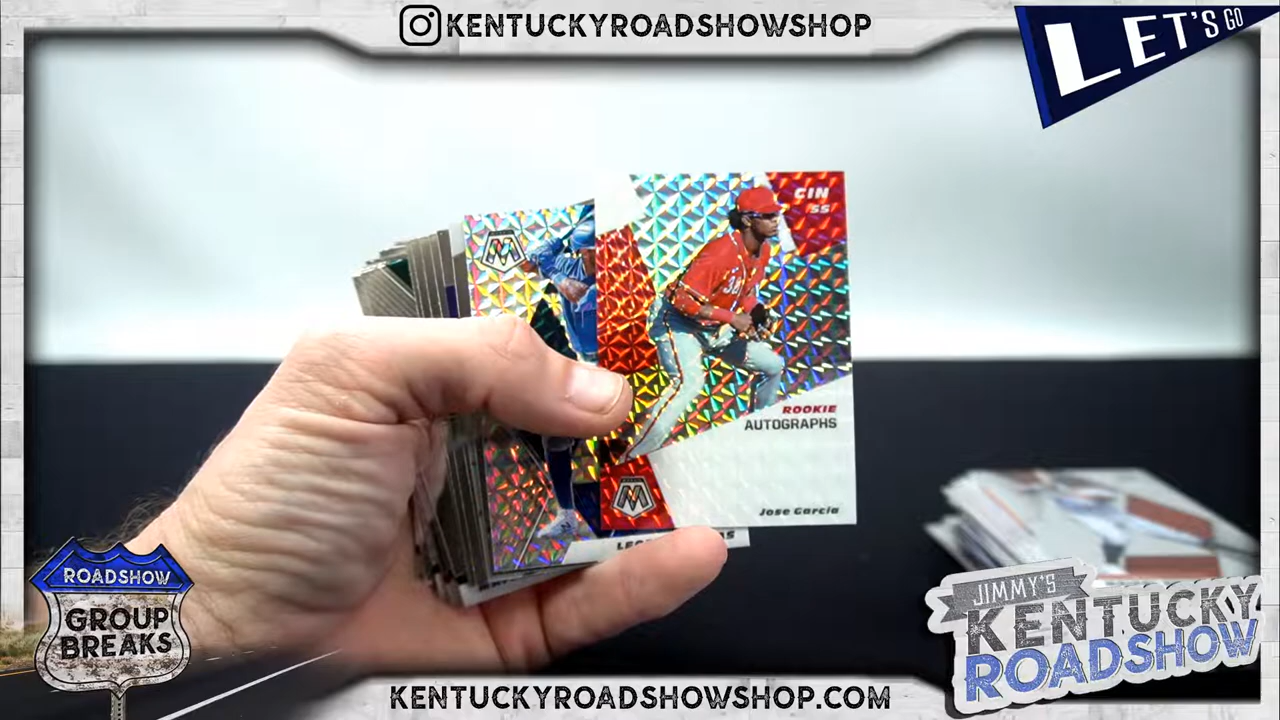 KENTUCKYROADSHOWSHOP
LET'S GO
CIN
SS
ROOKIE
AUTOGRAPHS
Jose Garcia
ROADSHOW
GROUP
BREAKS
JIMMY'S
KENTUCKY
ROADSHOW
KENTUCKYROADSHOWSHOP.COM